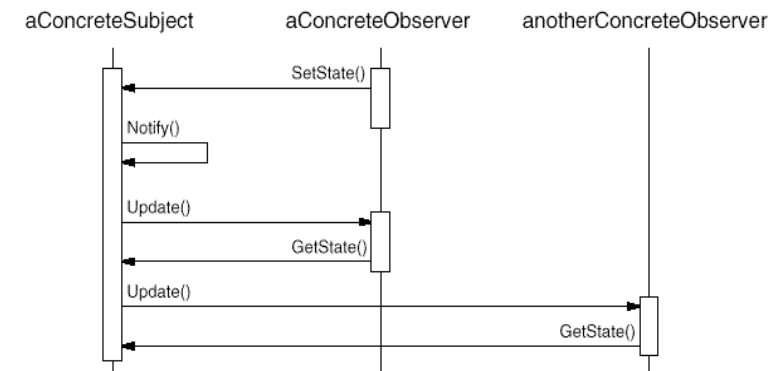 aConcreteSubject aConcreteObserver anotherConcreteObserver
SetState()
Notify()
Update()
GetState()
Update()
GetState()